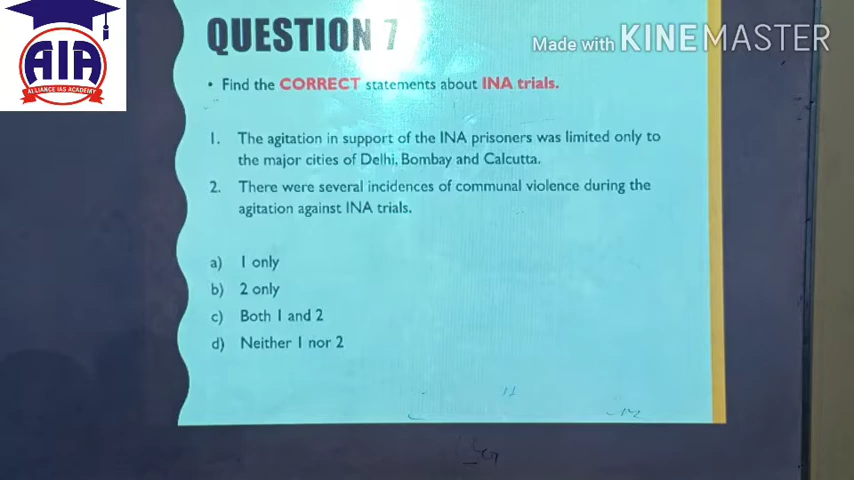 AIA
ALLIANCE IAS ACADEMY
Made with KINEMASTER
QUESTION 7
• Find the CORRECT statements about INA trials.
1. The agitation in support of the INA prisoners was limited only to
the major cities of Delhi, Bombay and Calcutta.
2. There were several incidences of communal violence during the
agitation against INA trials.
a) 1 only
b) 2 only
c) Both 1 and 2
d) Neither 1 nor 2